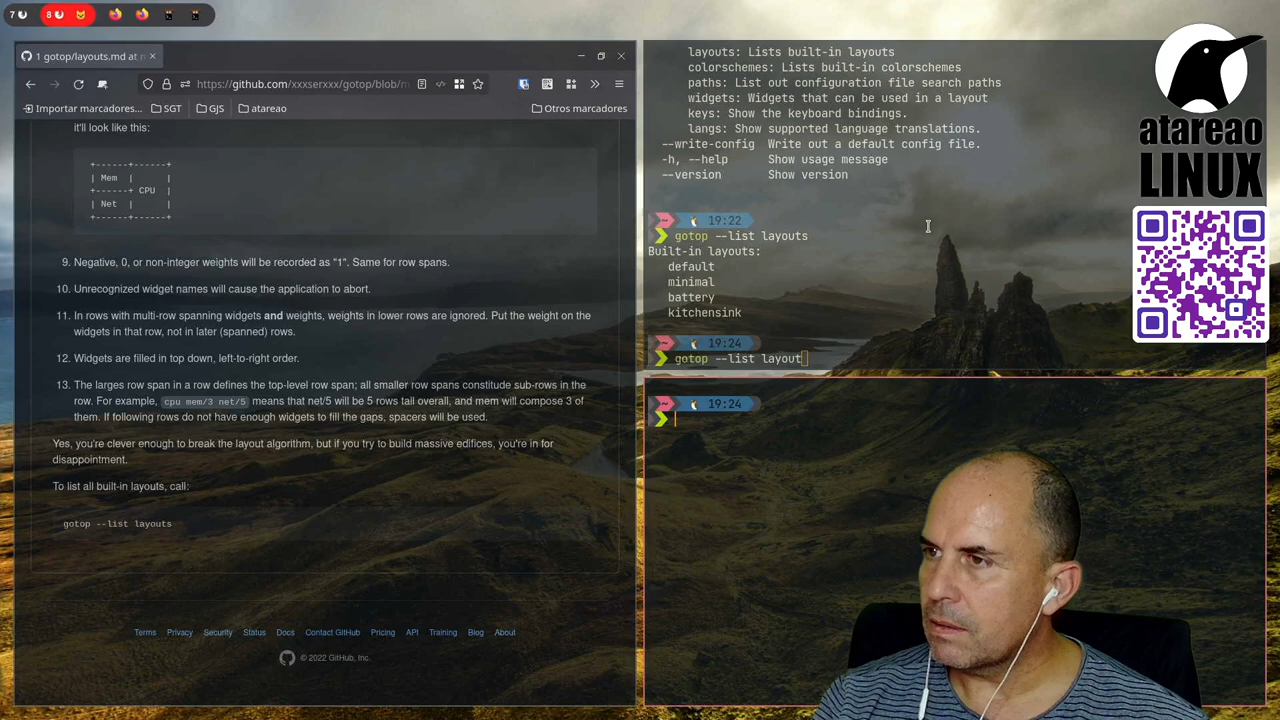 7
8
1 gotop/layouts.md at
https://github.com/xxxserxxx/gotop/blob/m
Importar marcadores...
SGT
GJS
atareao
Otros marcadores
it'll look like this:
+------+------+
| Mem  |      |
+------+ CPU  |
| Net  |      |
+------+------+
9. Negative, 0, or non-integer weights will be recorded as "1". Same for row spans.
10. Unrecognized widget names will cause the application to abort.
11. In rows with multi-row spanning widgets and weights, weights in lower rows are ignored. Put the weight on the
widgets in that row, not in later (spanned) rows.
12. Widgets are filled in top down, left-to-right order.
13. The larges row span in a row defines the top-level row span; all smaller row spans constitute sub-rows in the
row. For example, cpu mem/3 net/5 means that net/5 will be 5 rows tall overall, and mem will compose 3 of
them. If following rows do not have enough widgets to fill the gaps, spacers will be used.
Yes, you're clever enough to break the layout algorithm, but if you try to build massive edifices, you're in for
disappointment.
To list all built-in layouts, call:
gotop --list layouts
Terms Privacy Security Status Docs Contact GitHub Pricing API Training Blog About
© 2022 GitHub, Inc.
layouts: Lists built-in layouts
colorschemes: Lists built-in colorschemes
paths: List out configuration file search paths
widgets: Widgets that can be used in a layout
keys: Show the keyboard bindings.
langs: Show supported language translations.
--write-config  Write out a default config file.
-h, --help      Show usage message
--version       Show version
~ 19:22
gotop --list layouts
Built-in layouts:
default
minimal
battery
kitchensink
~ 19:24
gotop --list layout
~ 19:24
atareao
LINUX